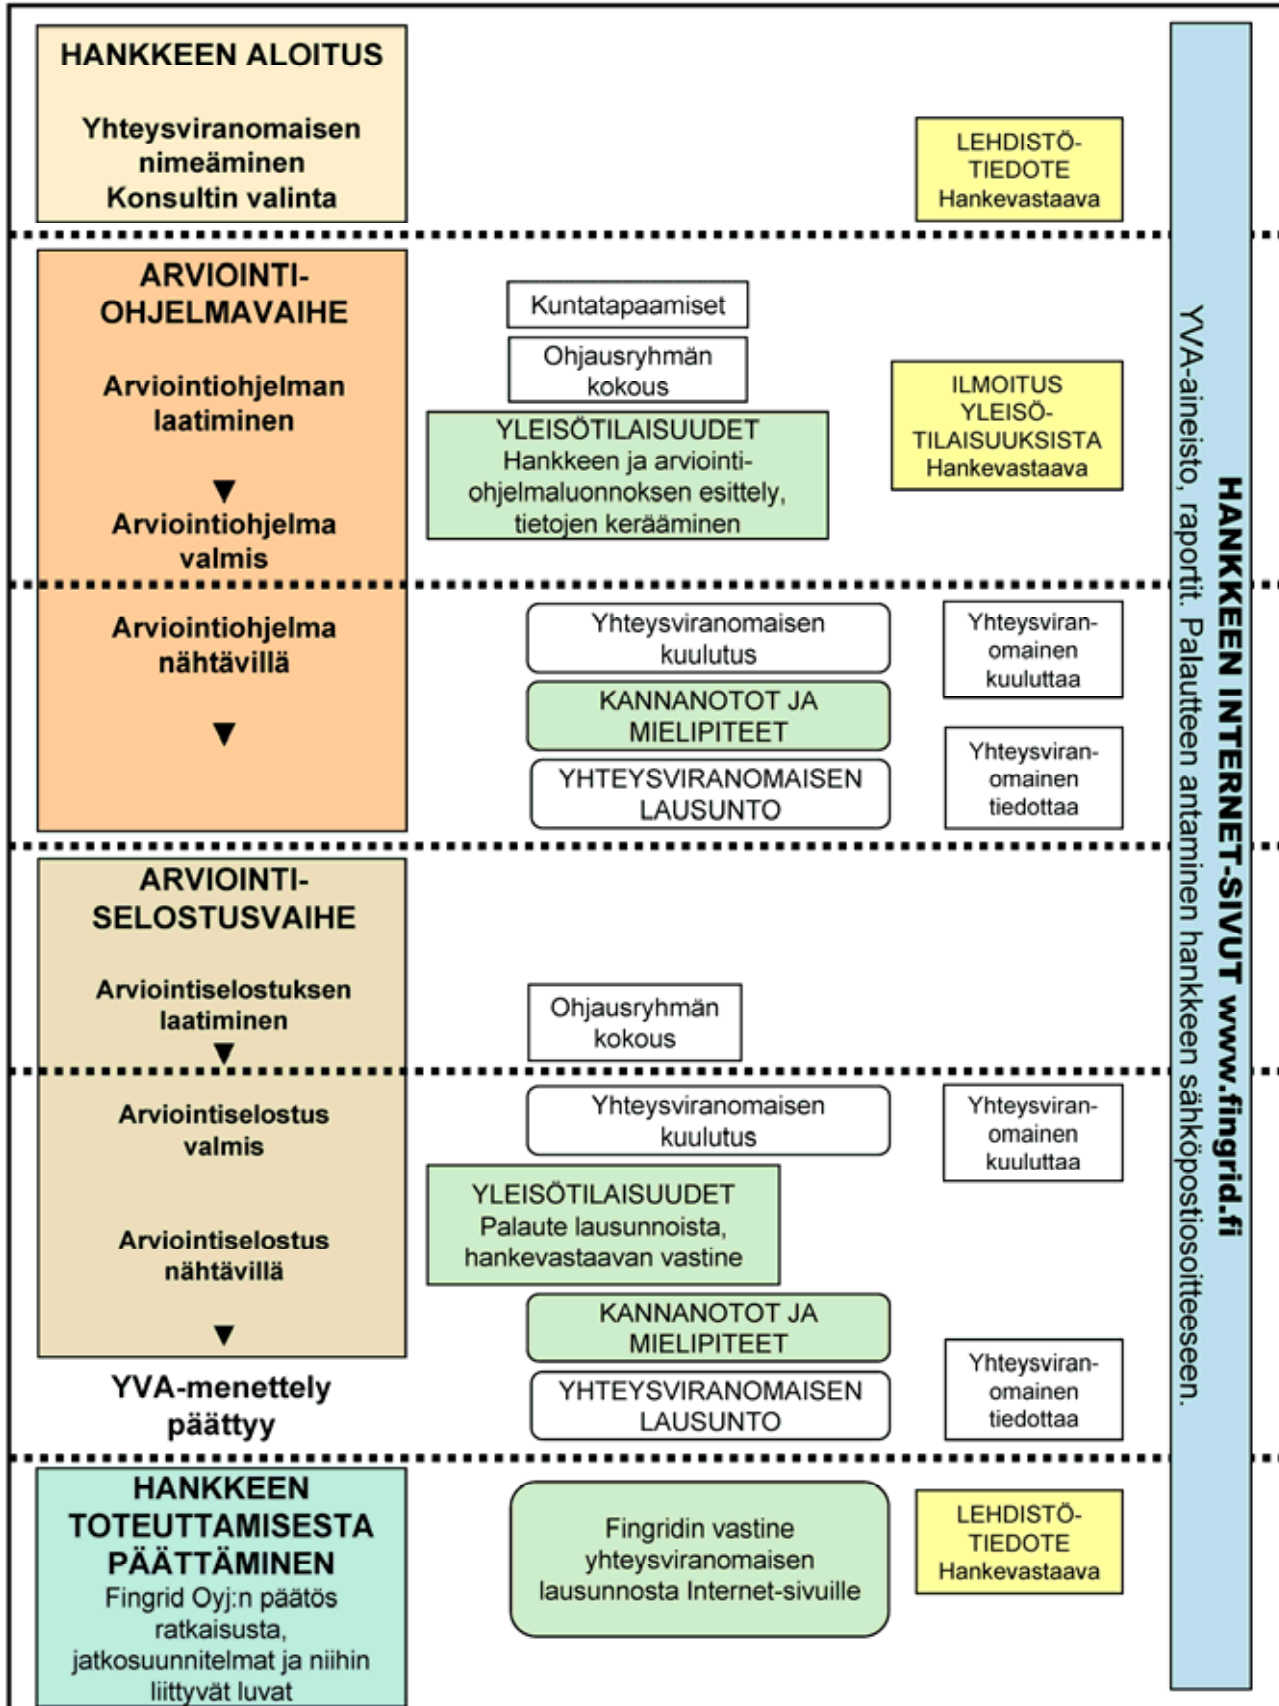 HANKKEEN ALOITUS
Yhteysviranomaisen
nimeäminen
Konsultin valinta
LEHDISTÖ-
TIEDOTE
Hankevastaava
ARVIOINTI-
OHJELMAVAIHE
Arviointiohjelman
laatiminen
Arviointiohjelma
valmis
Kuntatapaamiset
Ohjausryhmän
kokous
YLEISÖTILAISUUDET
Hankkeen ja arviointi-
ohjelmaluonnoksen esittely,
tietojen kerääminen
ILMOITUS
YLEISÖ-
TILAISUUKSISTA
Hankevastaava
Arviointiohjelma
nähtävillä
Yhteysviranomaisen
kuulutus
KANNANOTOT JA
MIELIPITEET
YHTEYSVIRANOMAISEN
LAUSUNTO
Yhteysviran-
omainen
kuuluttaa
Yhteysviran-
omainen
tiedottaa
ARVIOINTI-
SELOSTUSVAIHE
Arviointiselostuksen
laatiminen
Ohjausryhmän
kokous
Arviointiselostus
valmis
Arviointiselostus
nähtävillä
YVA-menettely
päättyy
Yhteysviranomaisen
kuulutus
YLEISÖTILAISUUDET
Palaute lausunnoista,
hankevastaavan vastine
KANNANOTOT JA
MIELIPITEET
YHTEYSVIRANOMAISEN
LAUSUNTO
Yhteysviran-
omainen
kuuluttaa
Yhteysviran-
omainen
tiedottaa
HANKKEEN
TOTEUTTAMISESTA
PÄÄTTÄMINEN
Fingrid Oyj:n päätös
ratkaisusta,
jatkosuunnitelmat ja niihin
liittyvät luvat
Fingridin vastine
yhteysviranomaisen
lausunnosta Internet-sivuille
LEHDISTÖ-
TIEDOTE
Hankevastaava
HANKKEEN INTERNET-SIVUT www.fingrid.fi
YVA-aineisto, raportit. Palautteen antaminen hankkeen sähköpostiosoitteeseen.